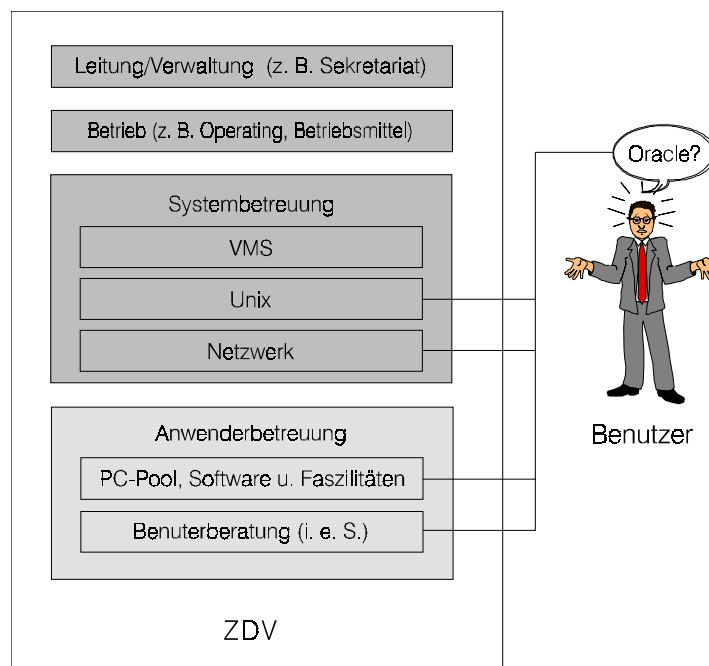 Leitung/Verwaltung (z. B. Sekretariat)
Betrieb (z. B. Operating, Betriebsmittel)
Oracle?
Systembetreuung
VMS
Unix
Netzwerk
Benutzer
Anwenderbetreuung
PC-Pool, Software u. Faszilitäten
Benuterberatung (i. e. S.)
ZDV